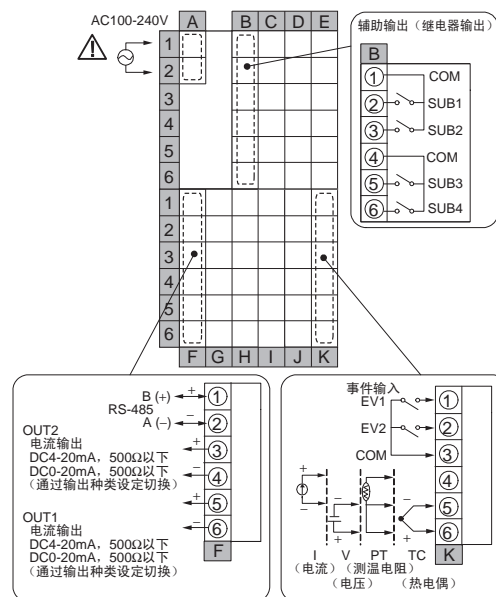 AC100-240V
A B C D E
1
2
3
4
5
6
1
2
3
4
5
6
F G H I J K
辅助输出（继电器输出）
B
① COM
② SUB1
③ SUB2
④ COM
⑤ SUB3
⑥ SUB4
B (+) + ①
RS-485
A (−) − ②
OUT2
电流输出
DC4-20mA，500Ω以下
DC0-20mA，500Ω以下
（通过输出种类设定切换）
+ ③
− ④
OUT1
电流输出
DC4-20mA，500Ω以下
DC0-20mA，500Ω以下
（通过输出种类设定切换）
+ ⑤
− ⑥
F
事件输入
EV1 ①
EV2 ②
COM ③
④
+ − − ⑤
− + + ⑥
I V PT TC K
（电流）（测温电阻）
（电压） （热电偶）